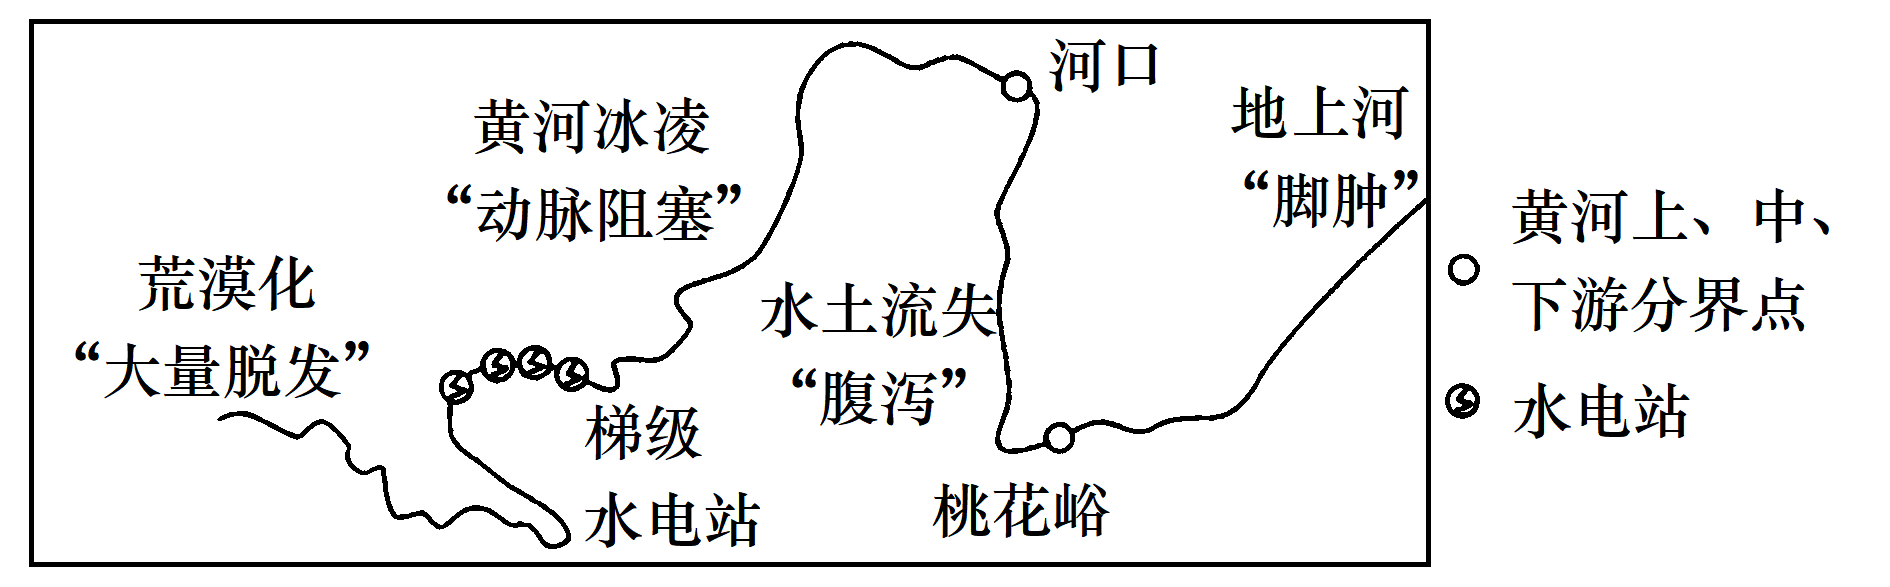 河口
黄河冰凌
“动脉阻塞”
地上河
“脚肿”
荒漠化
“大量脱发”
水土流失
“腹泻”
梯级
水电站
桃花峪
黄河上、中、
下游分界点
水电站